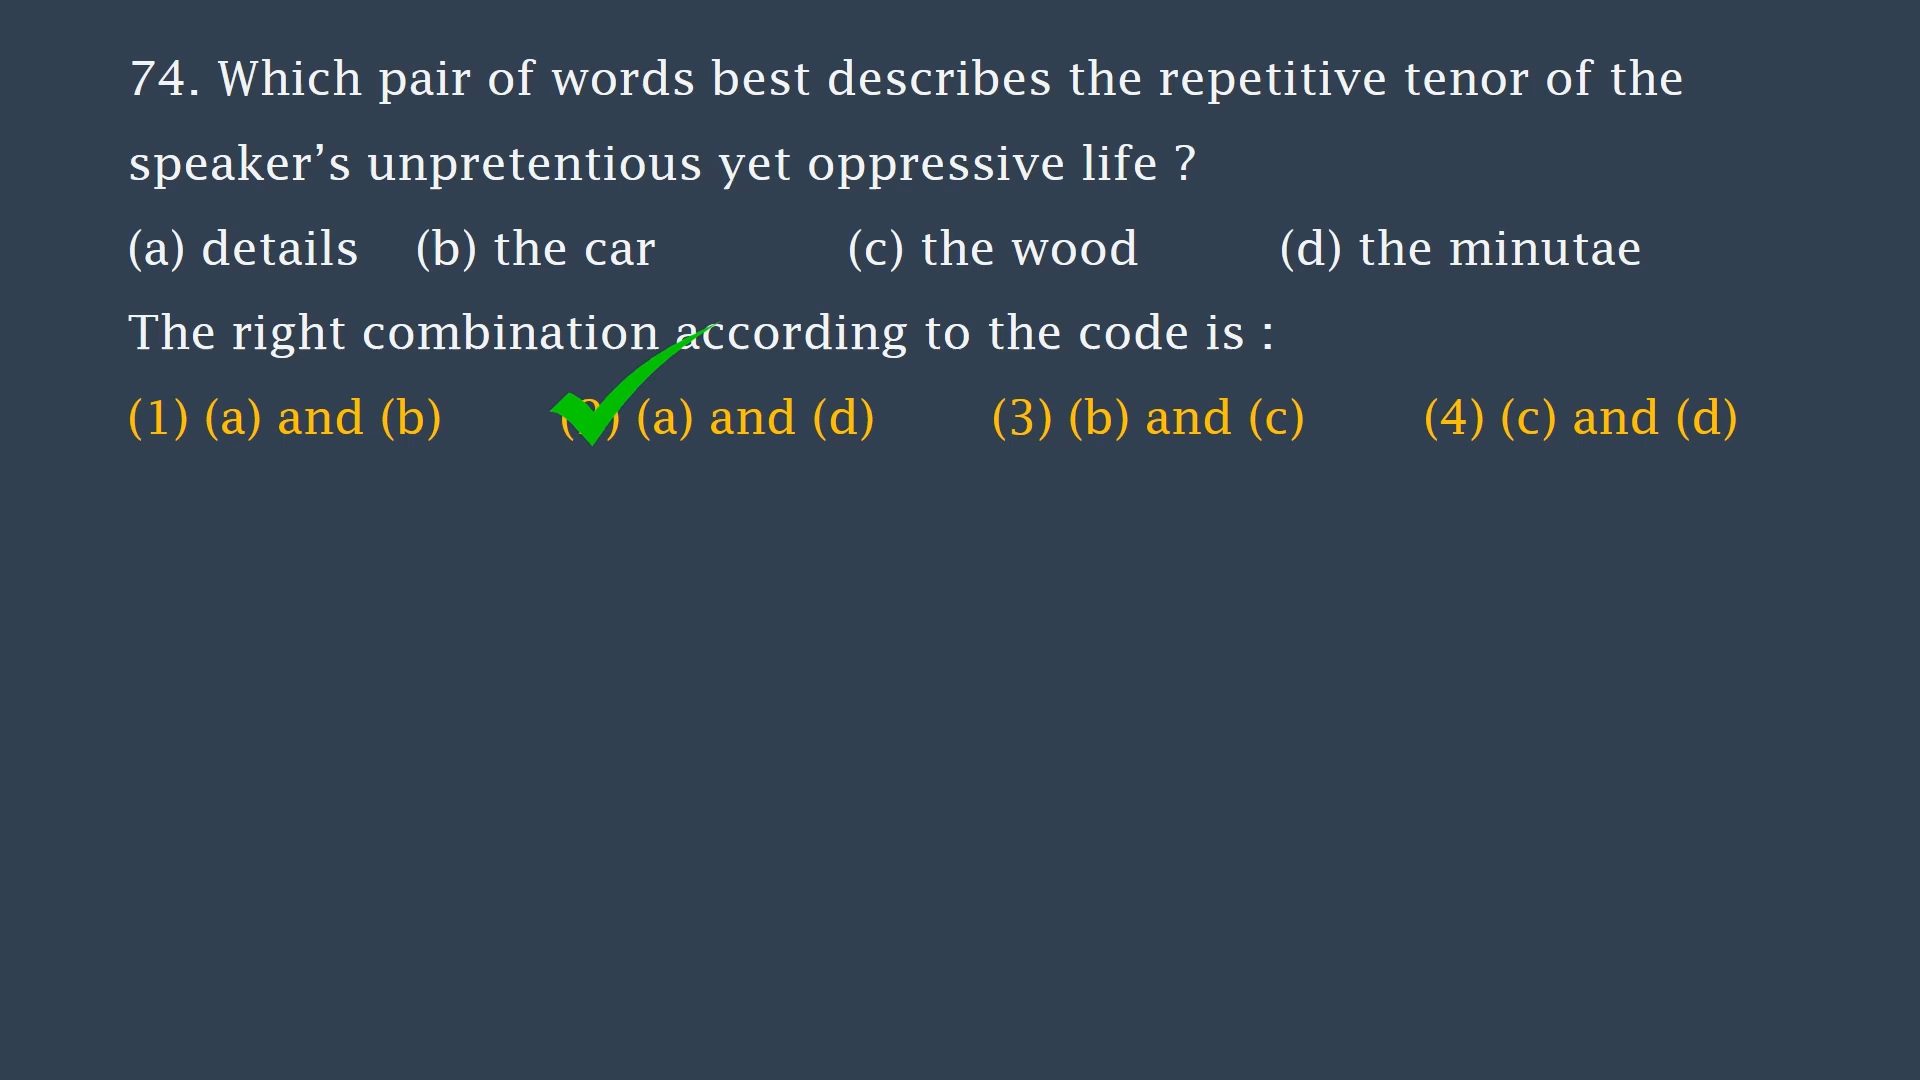 74. Which pair of words best describes the repetitive tenor of the
speaker’s unpretentious yet oppressive life ?
(a) details (b) the car (c) the wood (d) the minutae
The right combination according to the code is :
(1) (a) and (b) (2) (a) and (d) (3) (b) and (c) (4) (c) and (d)